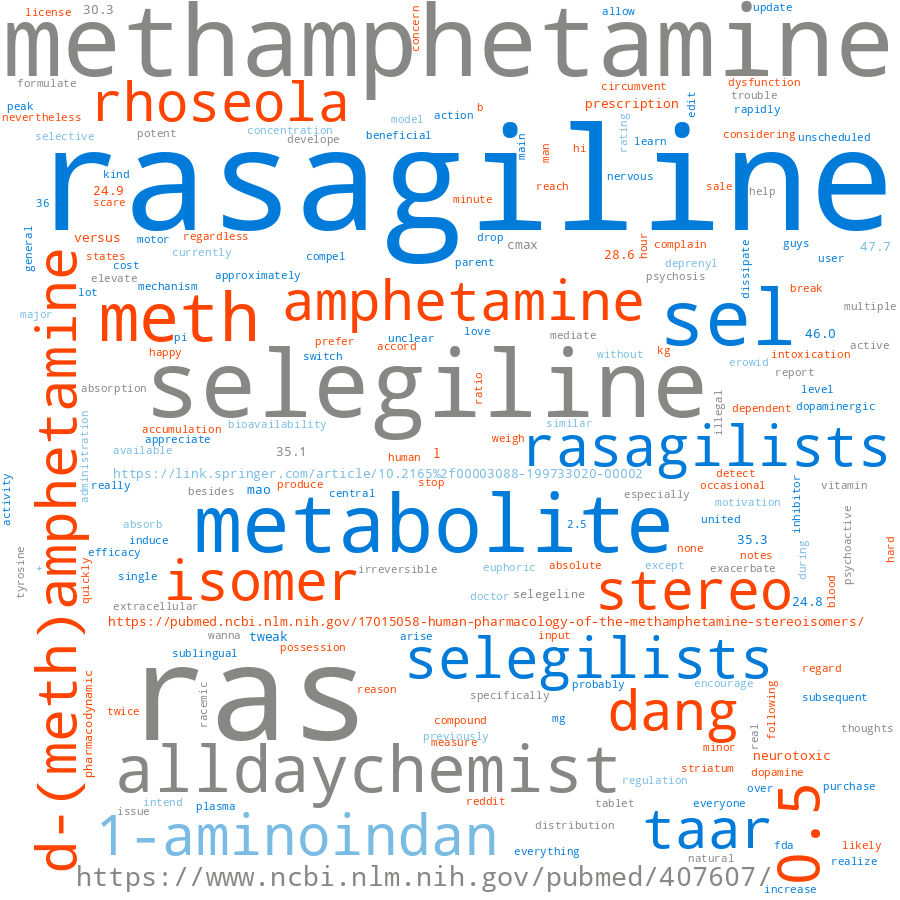 license 30.3 concern allow update
methamphetamine
formulate circumvent dysfunction
peak rhoseola prescription edit trouble
nevertheless action b rapidly
selective potent concentration model rating
develope beneficial main man hi learn considering unscheduled
rasagiline
kind nervous
36 24.9 reach sale help
scare minute
general versus regardless drop cmax hour complain guys
states motor 28.6 dissipate user 47.7
cost currently compel parent deprenyl
elevate approximately psychosis
lot mechanism break
major meth amphetamine sel multiple
pi unclear love mediate 46.0 active
happy switch prefer accord without kg erowid intoxication
selegiline report
absorption ratio illegal level
dependent dopaminergic
d-(meth)amphetamine
administration accumulation bioavailability similar
available appreciate 35.1 human 1 weigh rasagilists
https://link.springer.com/article/10.2165%2f00003088-199733020-00002 detect
activity really besides mao produce stop central especially occasional vitamin
motivation inhibitor
absorb induce metabolite 2.5 united 35.3
efficacy none notes during psychoactive hard
tyrosine + quickly single isomer irreversible euphoric absolute except exacerbate
extracellular doctor selegeline stereo 24.8 blood
https://pubmed.ncbi.nlm.nih.gov/17015058-human-pharmacology-of-the-methamphetamine-stereoisomers/
wanna tweak arise input
sublingual possession selegilists regard
pharmacodynamic racemic ras reason specifically probably encourage following subsequent
twice compound mg dang real thoughts
previously measure minor
neurotoxic
alldaychemist striatum dopamine
regulation over purchase
intend plasma reddit tablet everyone
issue 1-aminoindan distribution taar 0.5
everything fda likely
natural realize
https://www.ncbi.nlm.nih.gov/pubmed/407607/
increase